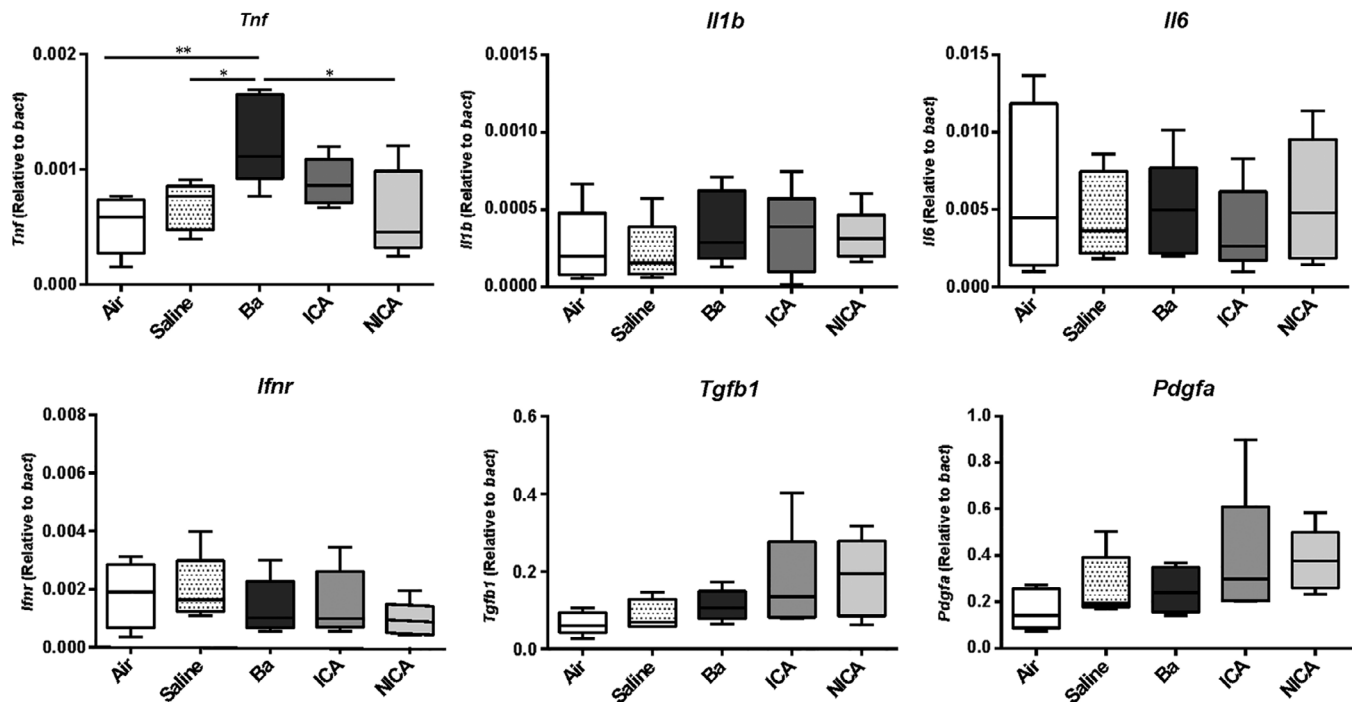 Tnf
Tnf (Relative to bact)
0.002
0.001
0.000
**
*
*
Air
Saline
Ba
ICA
NICA
Il1b
Il1b (Relative to bact)
0.0015
0.0010
0.0005
0.0000
Air
Saline
Ba
ICA
NICA
Il6
Il6 (Relative to bact)
0.015
0.010
0.005
0.000
Air
Saline
Ba
ICA
NICA
Ifnr
Ifnr (Relative to bact)
0.008
0.006
0.004
0.002
0.000
Air
Saline
Ba
ICA
NICA
Tgfb1
Tgfb1 (Relative to bact)
0.6
0.4
0.2
0.0
Air
Saline
Ba
ICA
NICA
Pdgfa
Pdgfa (Relative to bact)
1.0
0.8
0.6
0.4
0.2
0.0
Air
Saline
Ba
ICA
NICA